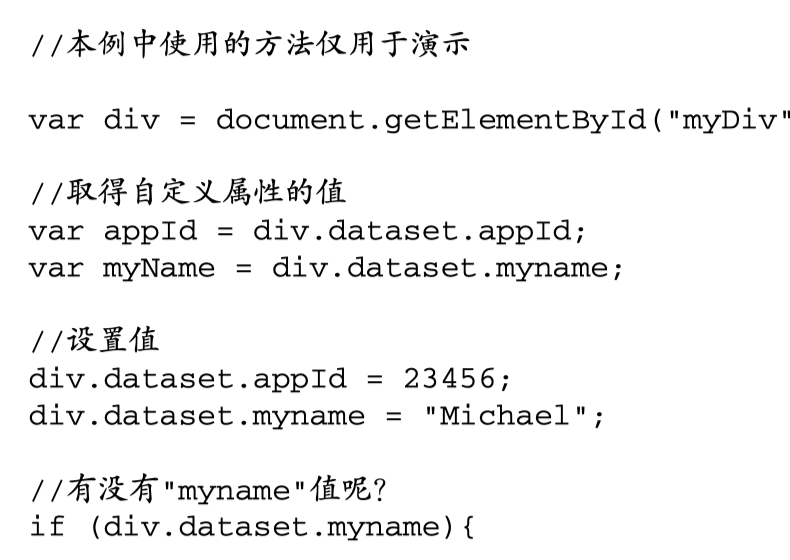 //本例中使用的方法仅用于演示
var div = document.getElementById("myDiv"
//取得自定义属性的值
var appId = div.dataset.appId;
var myName = div.dataset.myname;
//设置值
div.dataset.appId = 23456;
div.dataset.myname = "Michael";
//有没有"myname"值呢?
if (div.dataset.myname){